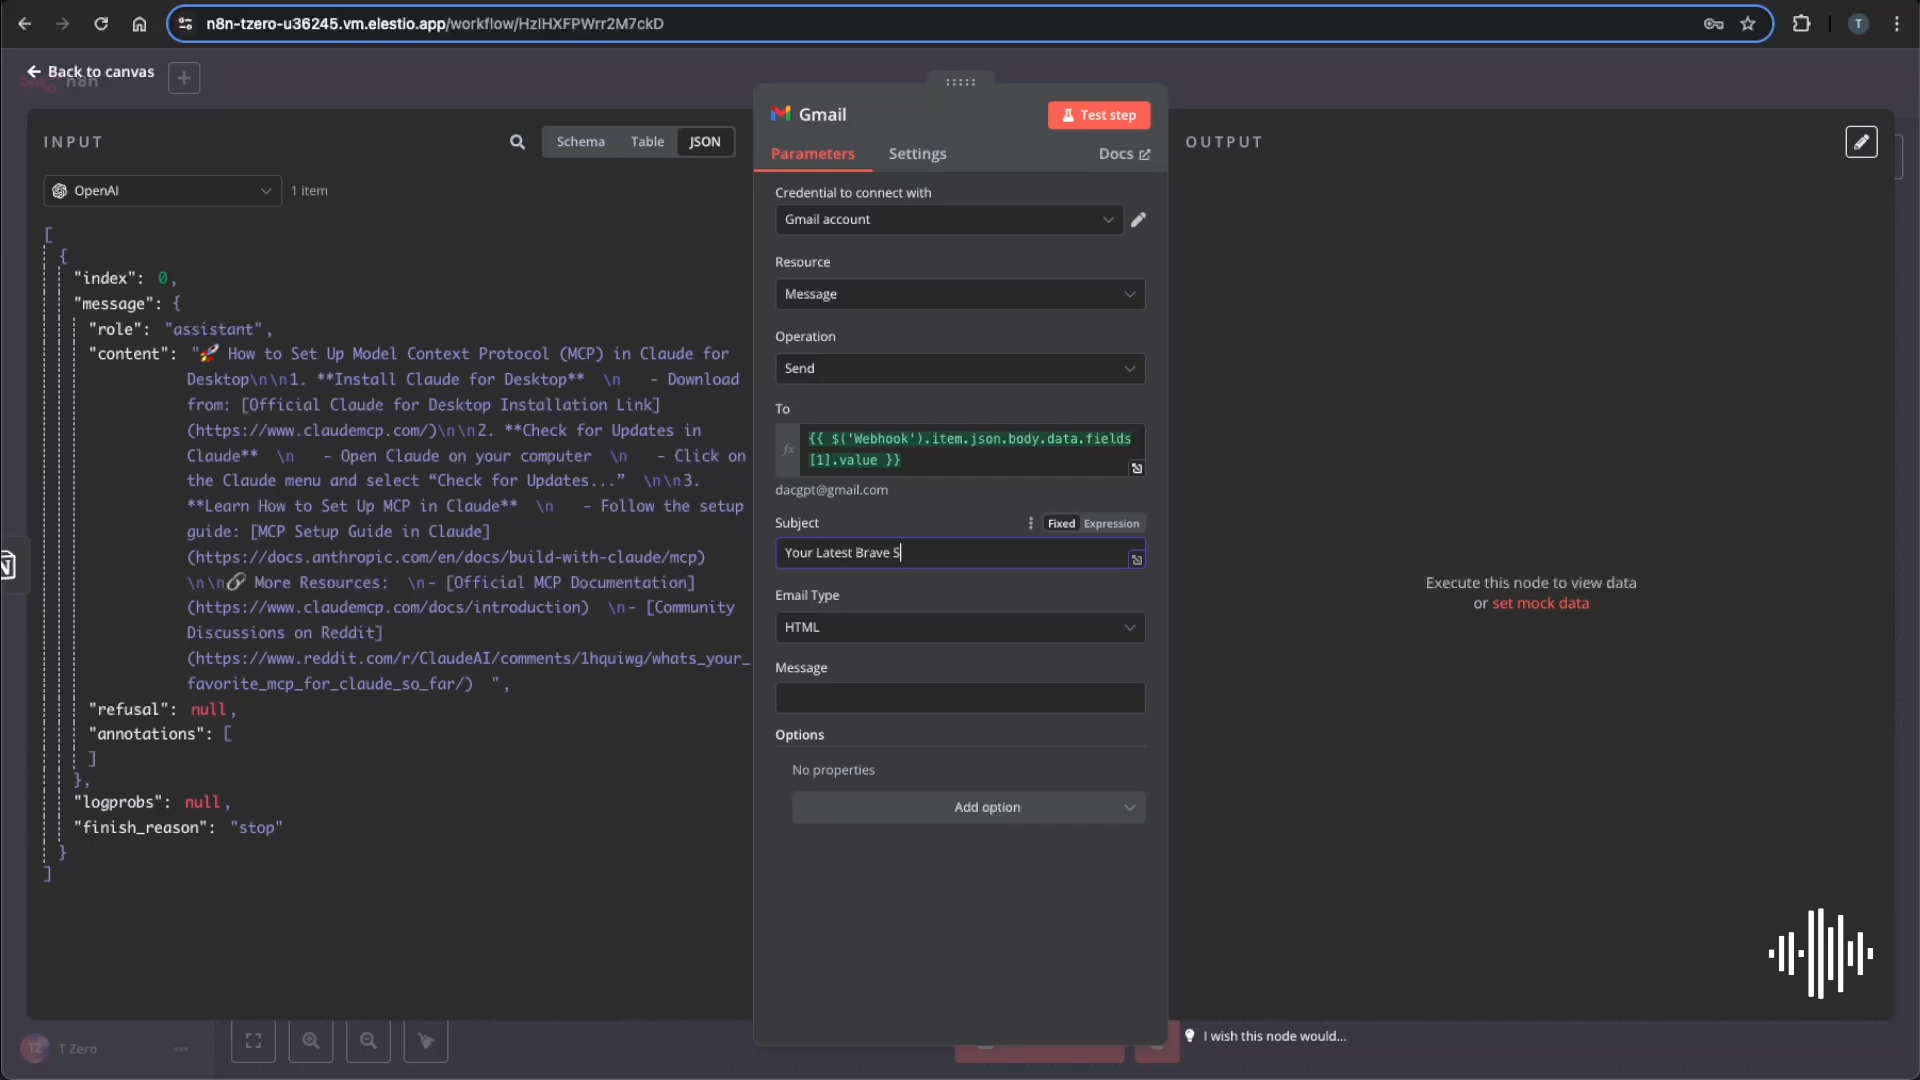 n8n-tzero-u36245.vm.elestio.app/workflow/HzIHXFPWrr2M7ckD
T
Back to canvas
n8n
INPUT
Schema
Table
JSON
OpenAI
1 item
[
{
"index": 0,
"message": {
"role": "assistant",
"content": "🚀 How to Set Up Model Context Protocol (MCP) in Claude for
Desktop\n\n1. **Install Claude for Desktop** \n - Download
from: [Official Claude for Desktop Installation Link]
(https://www.claudemcp.com/)\n\n2. **Check for Updates in
Claude** \n - Open Claude on your computer \n - Click on
the Claude menu and select “Check for Updates...” \n\n3.
**Learn How to Set Up MCP in Claude** \n - Follow the setup
guide: [MCP Setup Guide in Claude]
(https://docs.anthropic.com/en/docs/build-with-claude/mcp)
\n\n🔗 More Resources: \n- [Official MCP Documentation]
(https://www.claudemcp.com/docs/introduction) \n- [Community
Discussions on Reddit]
(https://www.reddit.com/r/ClaudeAI/comments/1hquiwg/whats_your_
favorite_mcp_for_claude_so_far/) ",
"refusal": null,
"annotations": [
]
},
"logprobs": null,
"finish_reason": "stop"
}
]
Gmail
Test step
Parameters
Settings
Docs
Credential to connect with
Gmail account
Resource
Message
Operation
Send
To
fx
{{ $('Webhook').item.json.body.data.fields
[1].value }}
dacgpt@gmail.com
Subject
Fixed
Expression
Your Latest Brave S
Email Type
HTML
Message
Options
No properties
Add option
OUTPUT
Execute this node to view data
or set mock data
TZ
T Zero
I wish this node would...